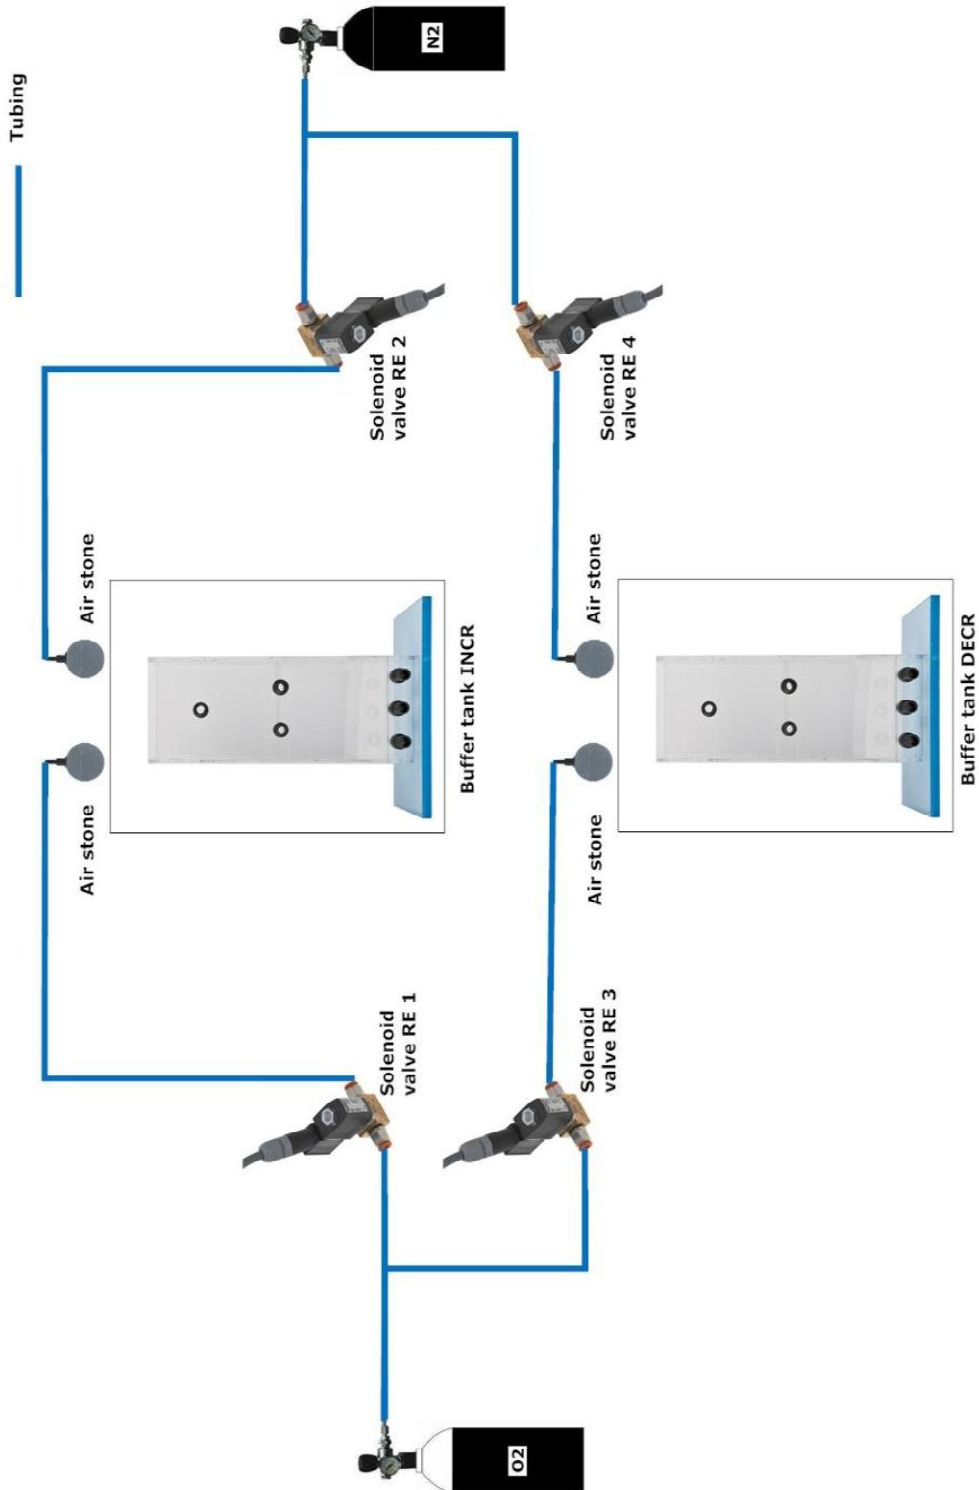 Tubing
N2
Solenoid
valve RE 2
Solenoid
valve RE 4
Air stone
Air stone
Buffer tank INCR
Buffer tank DECR
Air stone
Air stone
Solenoid
valve RE 1
Solenoid
valve RE 3
O2